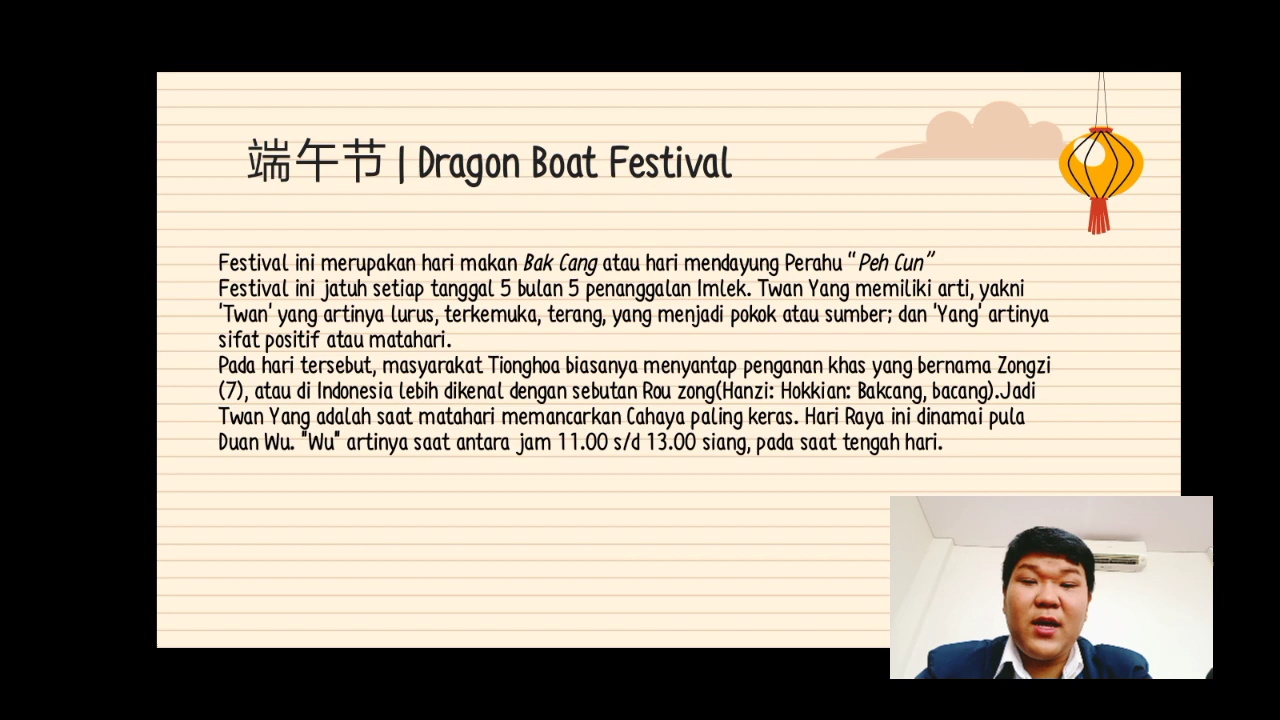 端午节 | Dragon Boat Festival
Festival ini merupakan hari makan Bak Cang atau hari mendayung Perahu “Peh Cun”
Festival ini jatuh setiap tanggal 5 bulan 5 penanggalan Imlek. Twan Yang memiliki arti, yakni
'Twan' yang artinya lurus, terkemuka, terang, yang menjadi pokok atau sumber; dan 'Yang' artinya
sifat positif atau matahari.
Pada hari tersebut, masyarakat Tionghoa biasanya menyantap penganan khas yang bernama Zongzi
(7), atau di Indonesia lebih dikenal dengan sebutan Rou zong(Hanzi: Hokkian: Bakcang, bacang).Jadi
Twan Yang adalah saat matahari memancarkan Cahaya paling keras. Hari Raya ini dinamai pula
Duan Wu. "Wu" artinya saat antara jam 11.00 s/d 13.00 siang, pada saat tengah hari.